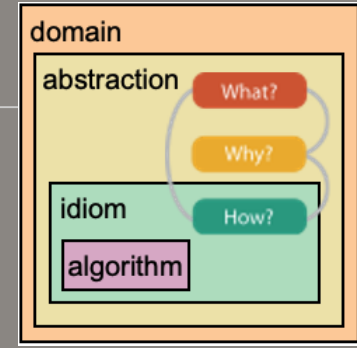 domain
abstraction
What?
Why?
idiom
How?
algorithm